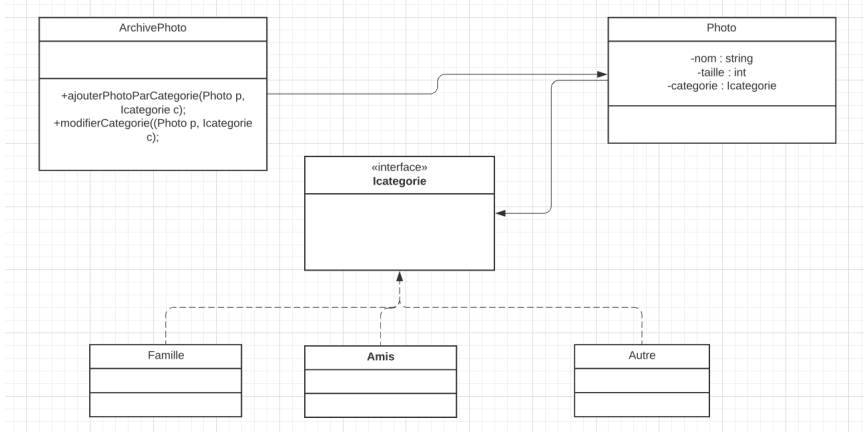 ArchivePhoto
+ajouterPhotoParCategorie(Photo p,
Icategorie c);
+modifierCategorie((Photo p, Icategorie
c);
Photo
-nom : string
-taille : int
-categorie : Icategorie
«interface»
Icategorie
Famille
Amis
Autre